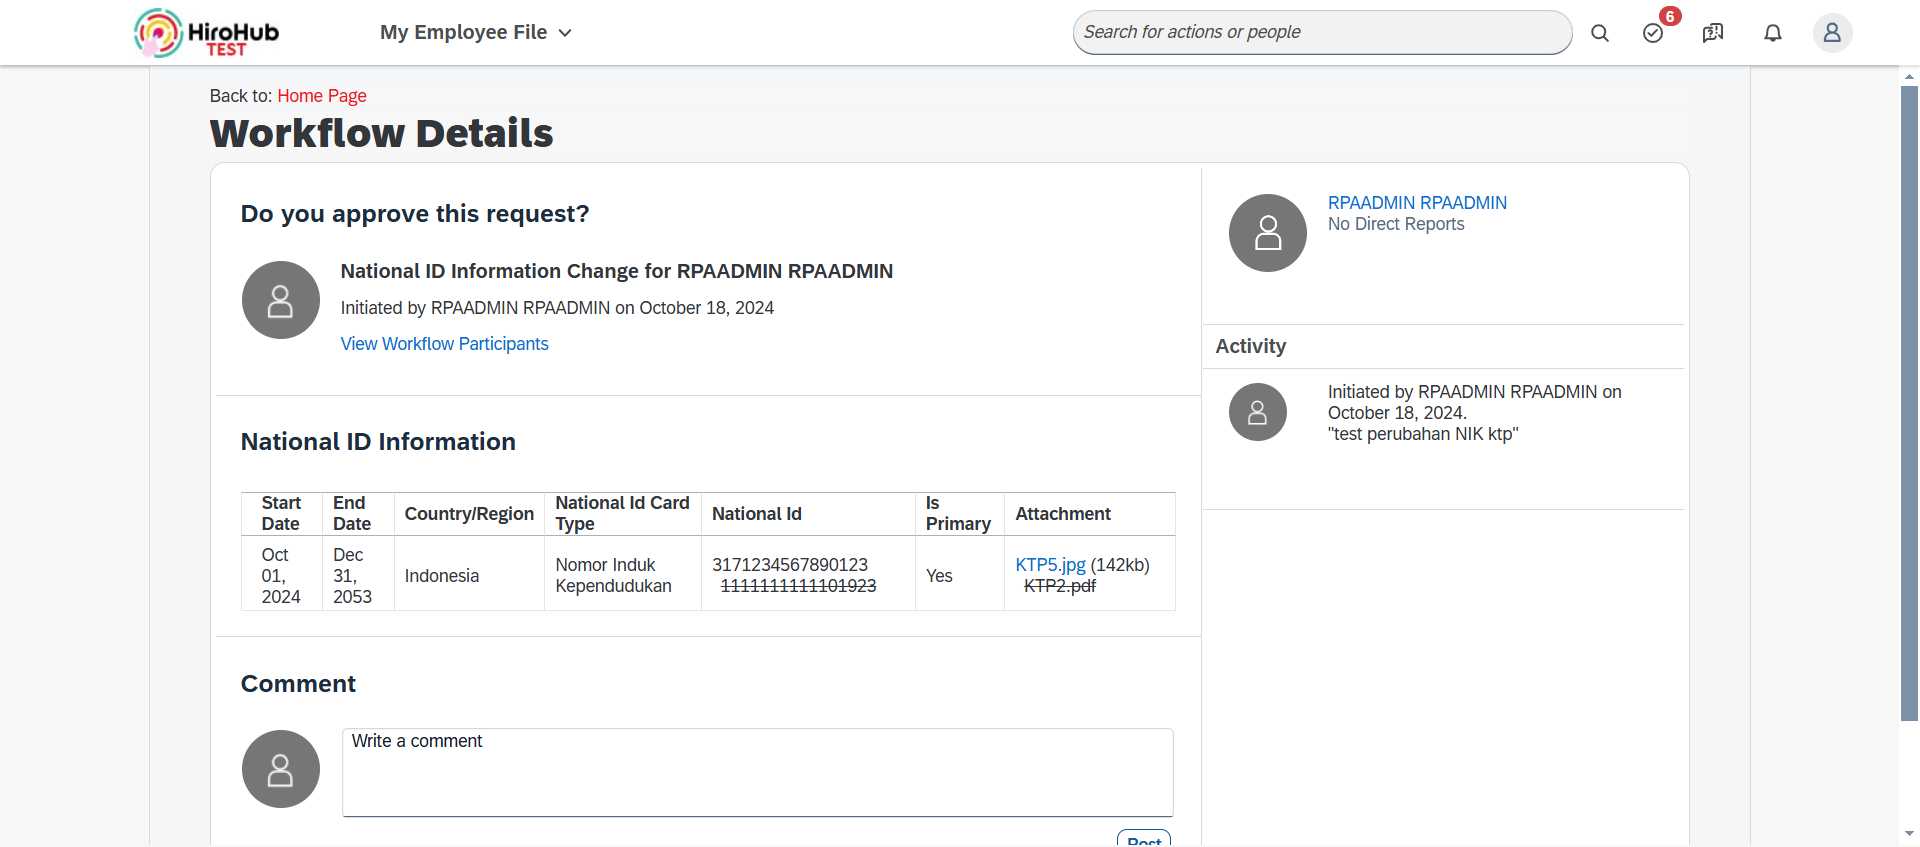 HiroHub
TEST
My Employee File
Search for actions or people
6
Back to: Home Page
Workflow Details
Do you approve this request?
National ID Information Change for RPAADMIN RPAADMIN
Initiated by RPAADMIN RPAADMIN on October 18, 2024
View Workflow Participants
RPAADMIN RPAADMIN
No Direct Reports
Activity
Initiated by RPAADMIN RPAADMIN on
October 18, 2024.
"test perubahan NIK ktp"
National ID Information
Start Date End Date Country/Region National Id Card Type National Id Is Primary Attachment
Oct 01, 2024 Dec 31, 2053 Indonesia Nomor Induk Kependudukan 3171234567890123 1111111111101923 Yes KTP5.jpg (142kb) KTP2.pdf
Comment
Write a comment
Post